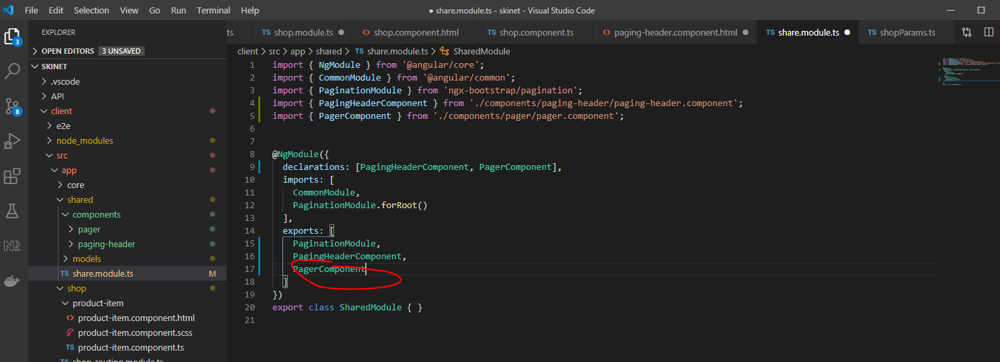 File Edit Selection View Go Run Terminal Help ● share.module.ts - skinet - Visual Studio Code
EXPLORER
ts TS shop.module.ts ● <> shop.component.html TS shop.component.ts <> paging-header.component.html ● TS share.module.ts ● TS shopParams.ts
> OPEN EDITORS 3 UNSAVED
SKINET
.vscode
API
client
e2e
node_modules
src
app
core
shared
components
pager
paging-header
models
TS share.module.ts M
shop
product-item
<> product-item.component.html
product-item.component.scss
TS product-item.component.ts
shop-routing.module.ts
3
8
client > src > app > shared > TS share.module.ts > SharedModule
1 import { NgModule } from '@angular/core';
2 import { CommonModule } from '@angular/common';
3 import { PaginationModule } from 'ngx-bootstrap/pagination';
4 import { PagingHeaderComponent } from './components/paging-header/paging-header.component';
5 import { PagerComponent } from './components/pager/pager.component';
6
7
8 @NgModule({
9 declarations: [PagingHeaderComponent, PagerComponent],
10 imports: [
11 CommonModule,
12 PaginationModule.forRoot()
13 ],
14 exports: [
15 PaginationModule,
16 PagingHeaderComponent,
17 PagerComponent
18 ]
19 })
20 export class SharedModule { }
21